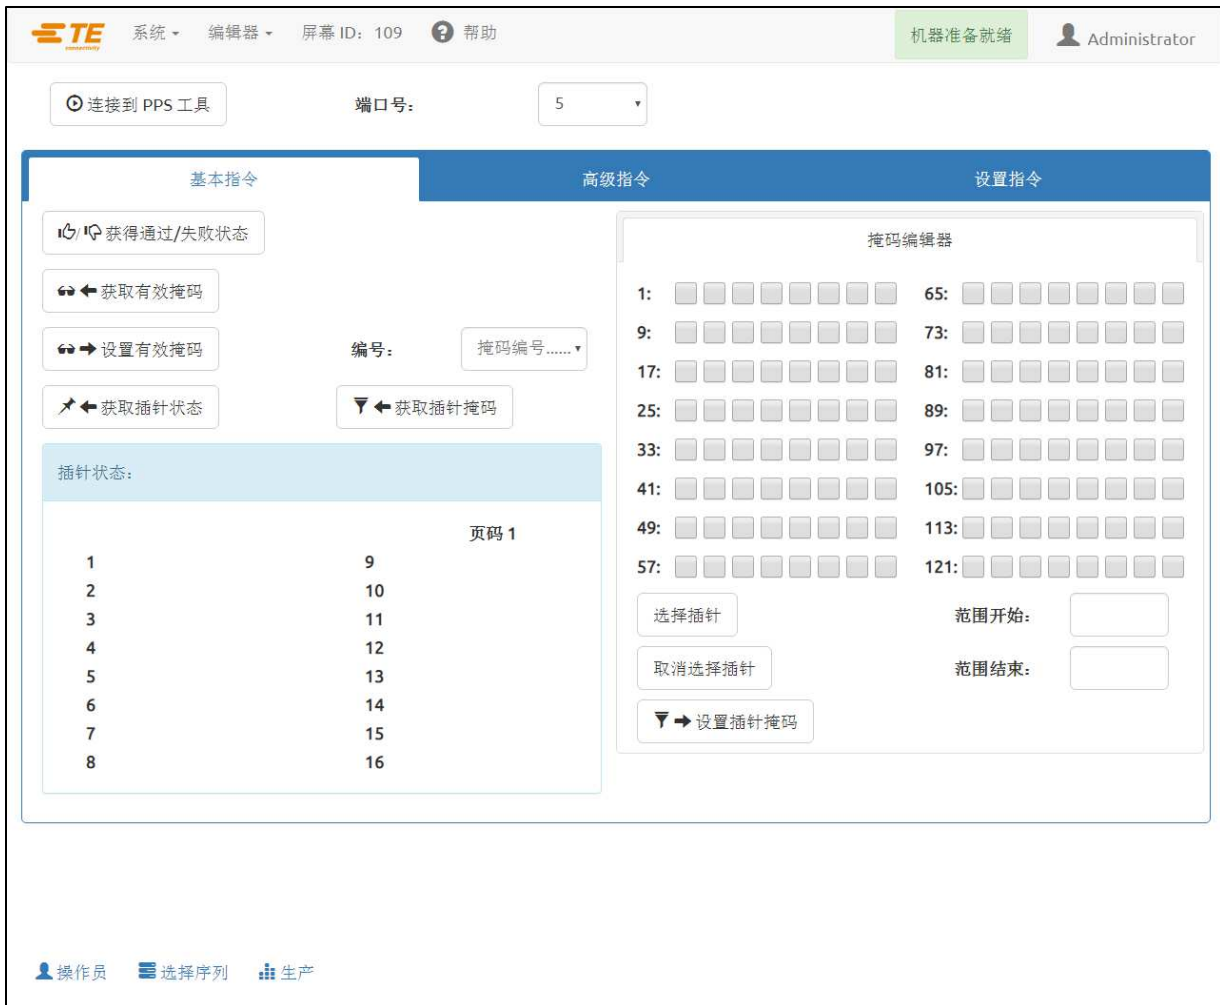 TE connectivity 系统 编辑器 屏幕 ID：109 帮助 机器准备就绪 Administrator
连接到 PPS 工具 端口号： 5
基本指令 高级指令 设置指令
/ 获得通过/失败状态
掩码编辑器
获取有效掩码 1: 65:
9: 73:
设置有效掩码 编号： 掩码编号......
17: 81:
获取插针状态 获取插针掩码 25: 89:
33: 97:
插针状态：
41: 105:
页码 1 49: 113:
1 9 57: 121:
2 10
3 11 选择插针 范围开始：
4 12
5 13 取消选择插针 范围结束：
6 14
7 15 设置插针掩码
8 16
操作员 选择序列 生产